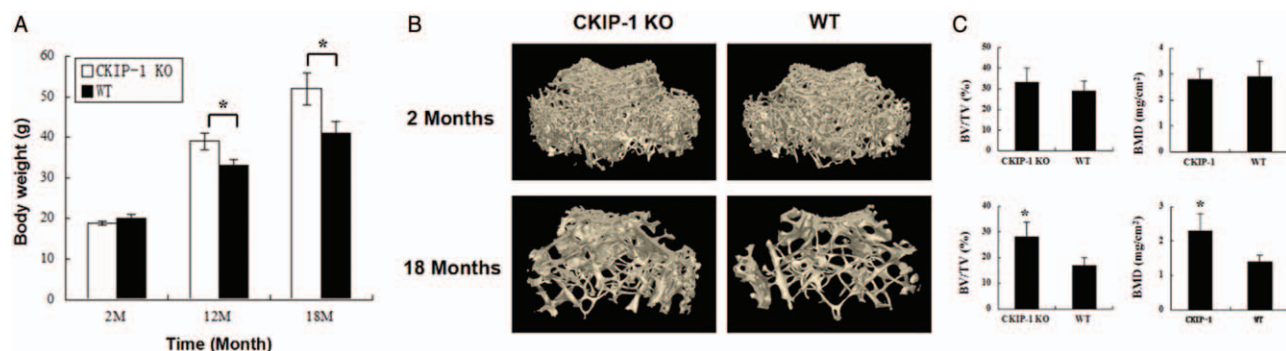 A
Body weight (g)
60
50
40
30
20
10
0
CKIP-1 KO
WT
*
*
2M
12M
18M
Time (Month)
B
CKIP-1 KO
WT
2 Months
18 Months
C
BV/TV (%)
50
40
30
20
10
0
CKIP-1 KO
WT
BMD (mg/cm²)
4
3
2
1
0
CKIP-1
WT
BV/TV (%)
40
30
20
10
0
*
CKIP-1 KO
WT
BMD (mg/cm²)
3
2
1
0
*
CKIP-1
WT